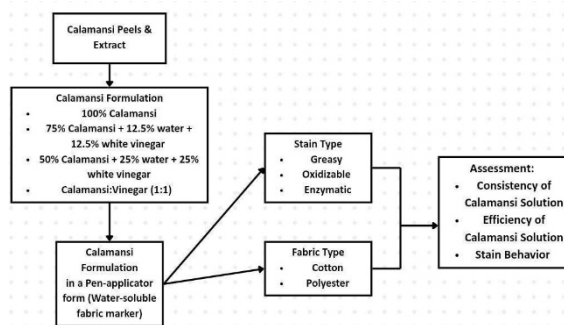 Calamansi Peels &
Extract
Calamansi Formulation
• 100% Calamansi
• 75% Calamansi + 12.5% water +
12.5% white vinegar
• 50% Calamansi + 25% water + 25%
white vinegar
• Calamansi:Vinegar (1:1)
Calamansi
Formulation
in a Pen-applicator
form (Water-soluble
fabric marker)
Stain Type
• Greasy
• Oxidizable
• Enzymatic
Fabric Type
• Cotton
• Polyester
Assessment:
• Consistency of
Calamansi Solution
• Efficiency of
Calamansi Solution
• Stain Behavior